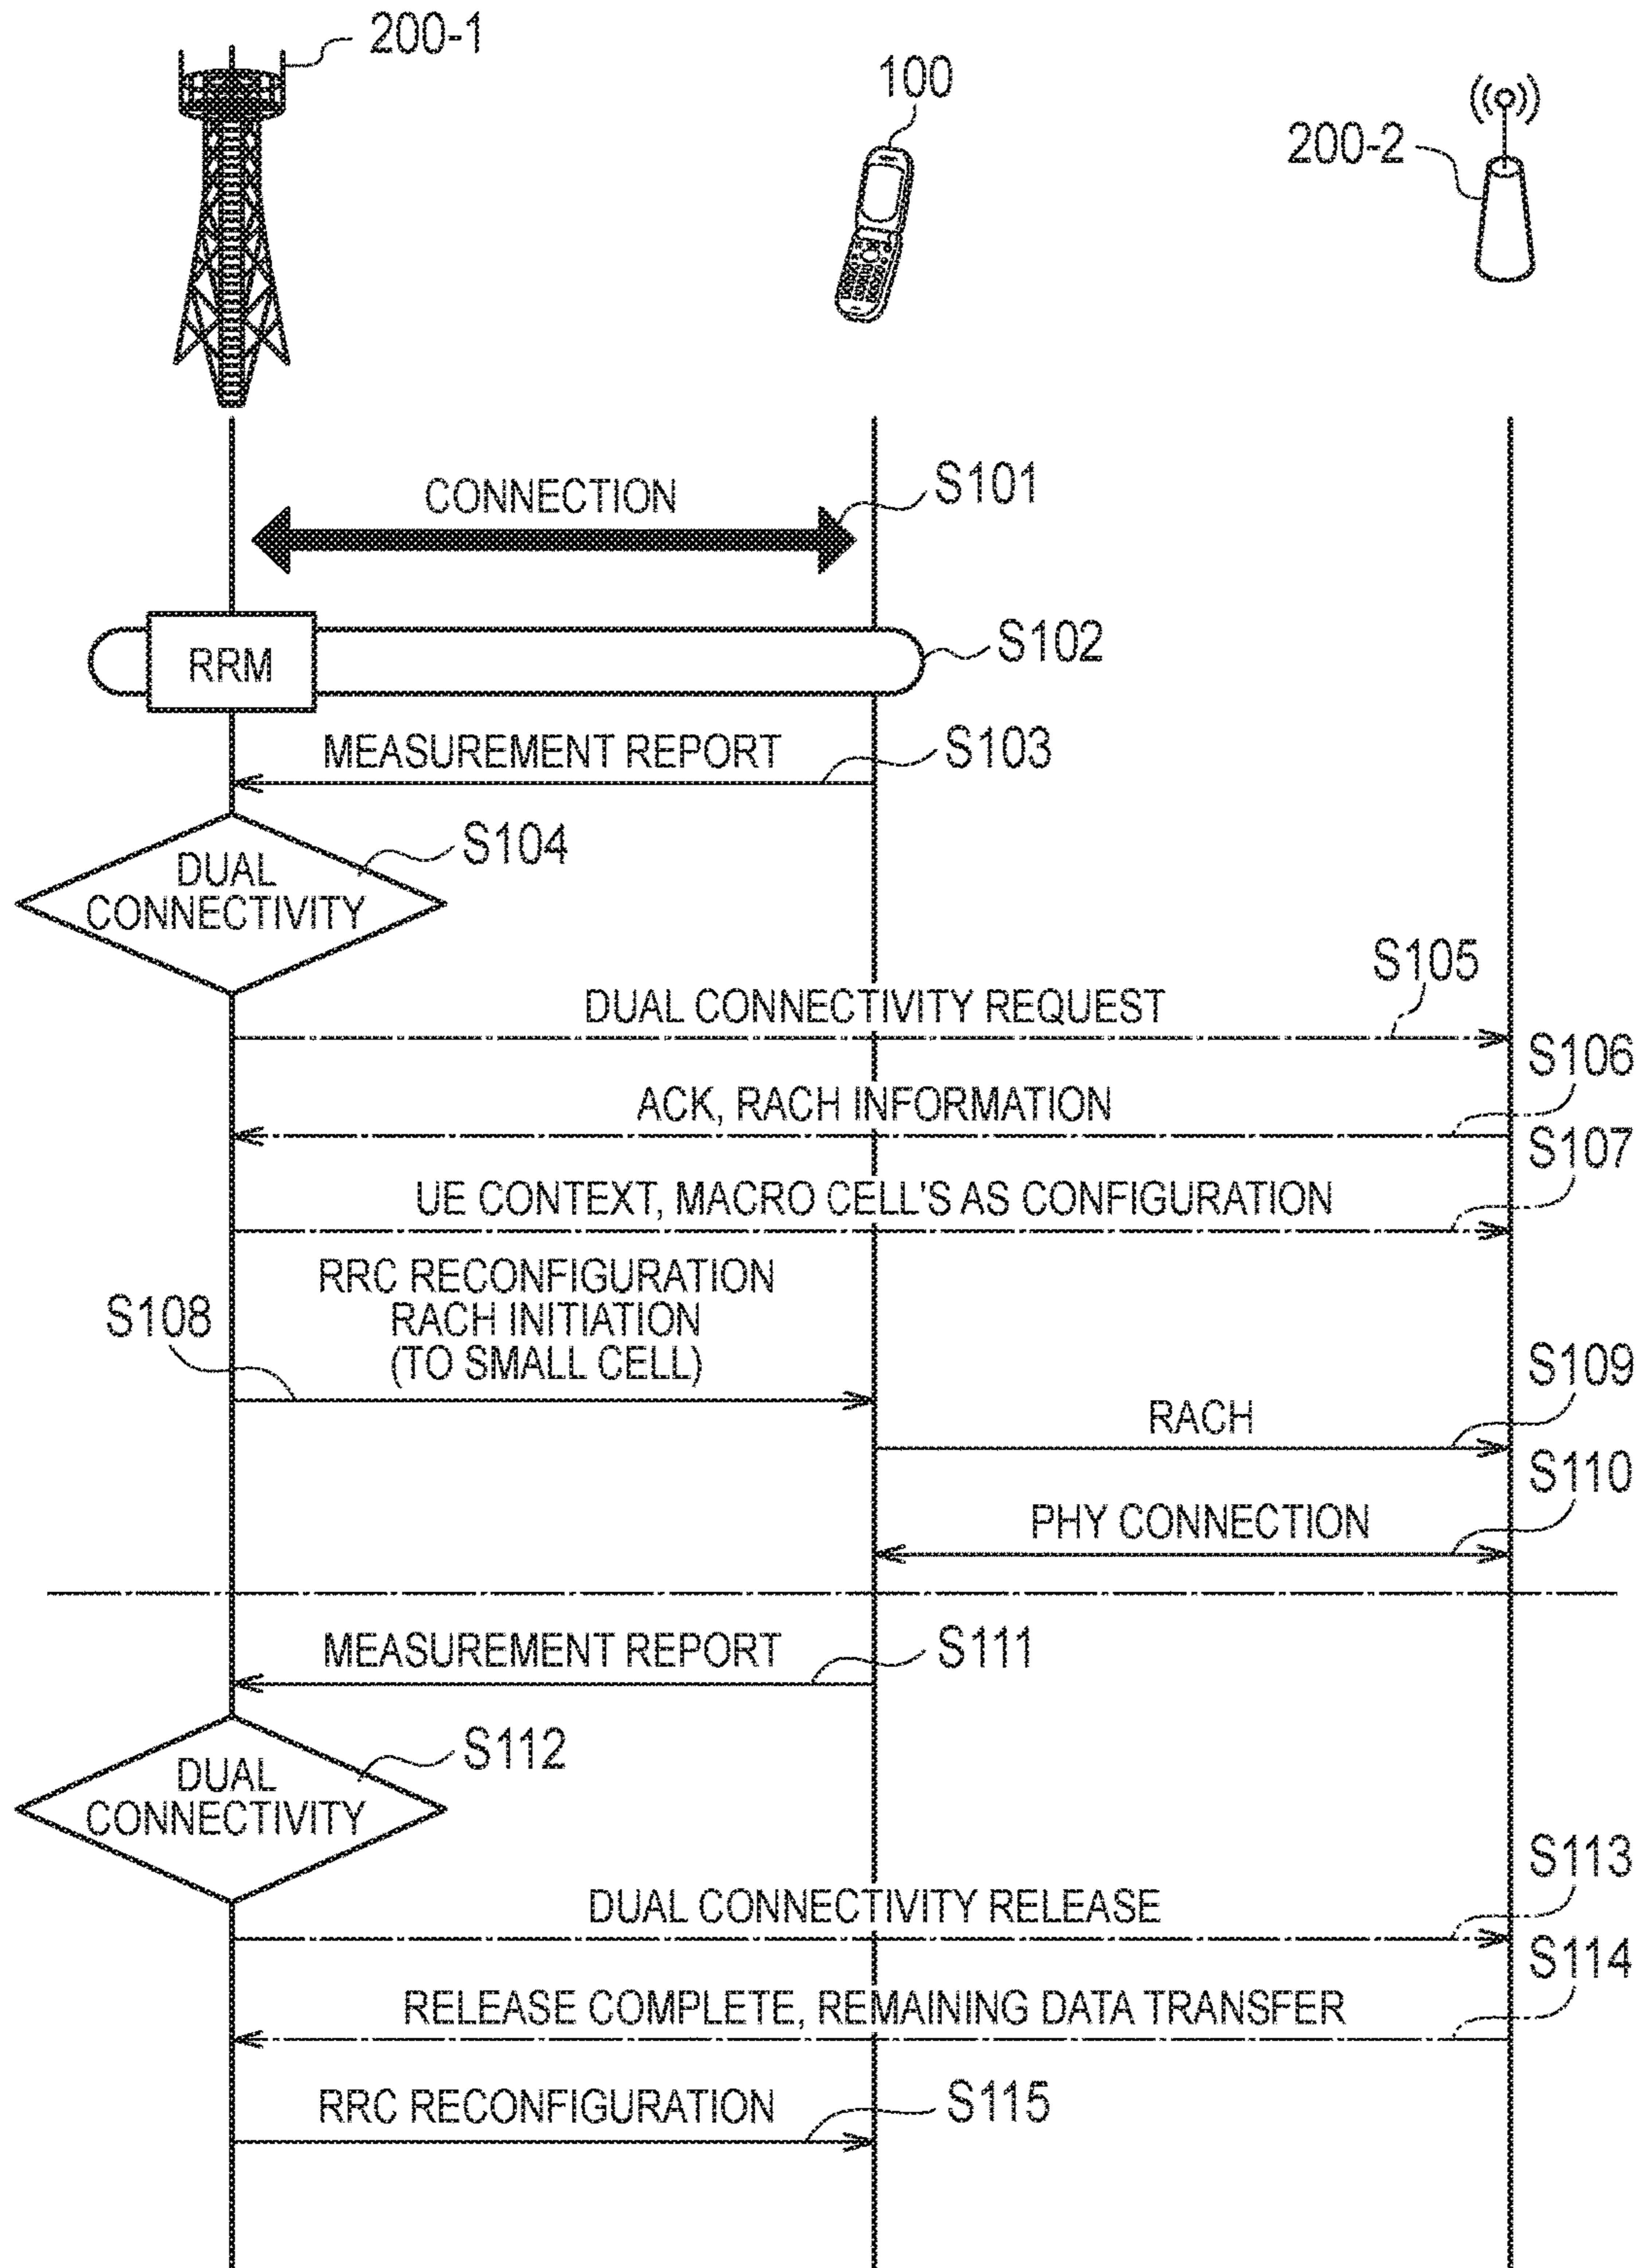 200-1
100
200-2
CONNECTION
S101
RRM
S102
MEASUREMENT REPORT
S103
DUAL
CONNECTIVITY
S104
S105
DUAL CONNECTIVITY REQUEST
S106
ACK, RACH INFORMATION
S107
UE CONTEXT, MACRO CELL'S AS CONFIGURATION
RRC RECONFIGURATION
RACH INITIATION
(TO SMALL CELL)
S108
S109
RACH
S110
PHY CONNECTION
MEASUREMENT REPORT
S111
DUAL
CONNECTIVITY
S112
S113
DUAL CONNECTIVITY RELEASE
S114
RELEASE COMPLETE, REMAINING DATA TRANSFER
RRC RECONFIGURATION
S115